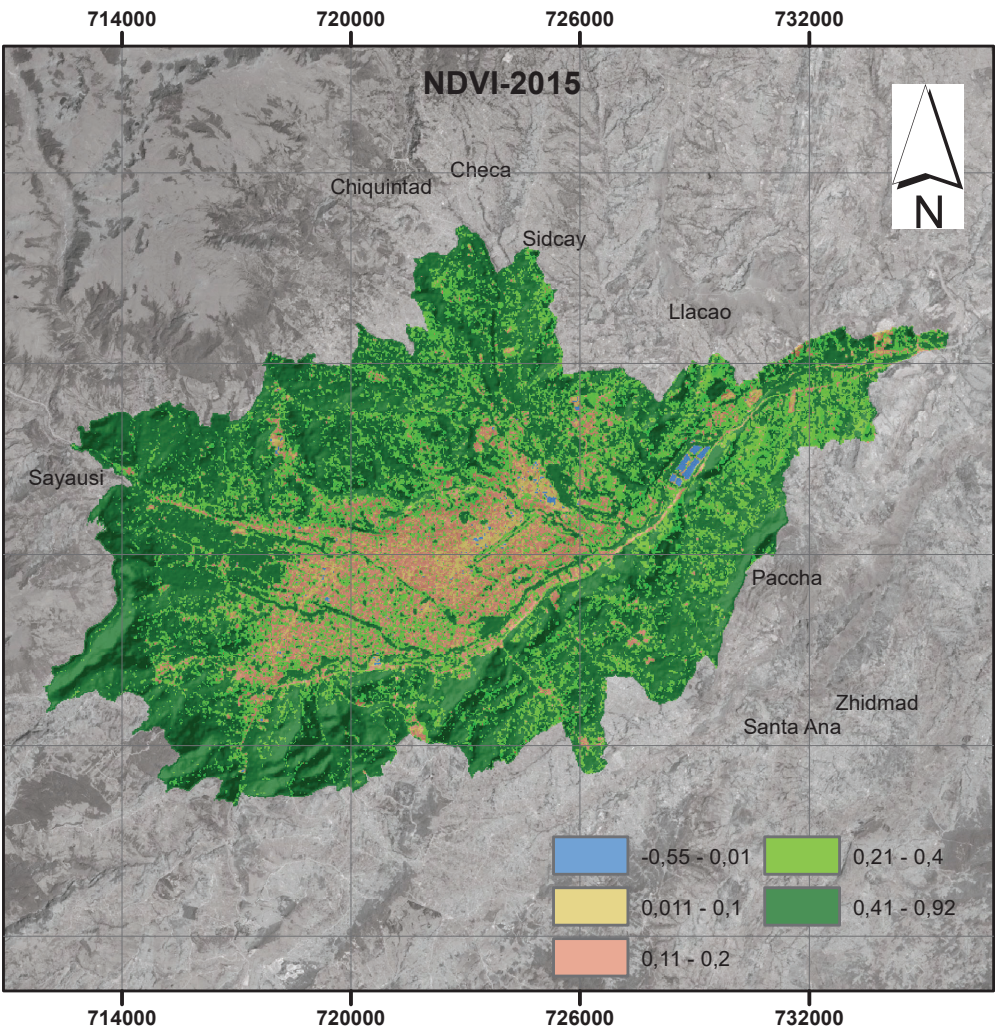 714000 720000 726000 732000
NDVI-2015
N
Checa
Chiquintad
Sidcay
Llacao
Sayausi
Paccha
Zhidmad
Santa Ana
-0,55 - 0,01 0,21 - 0,4
0,011 - 0,1 0,41 - 0,92
0,11 - 0,2
714000 720000 726000 732000